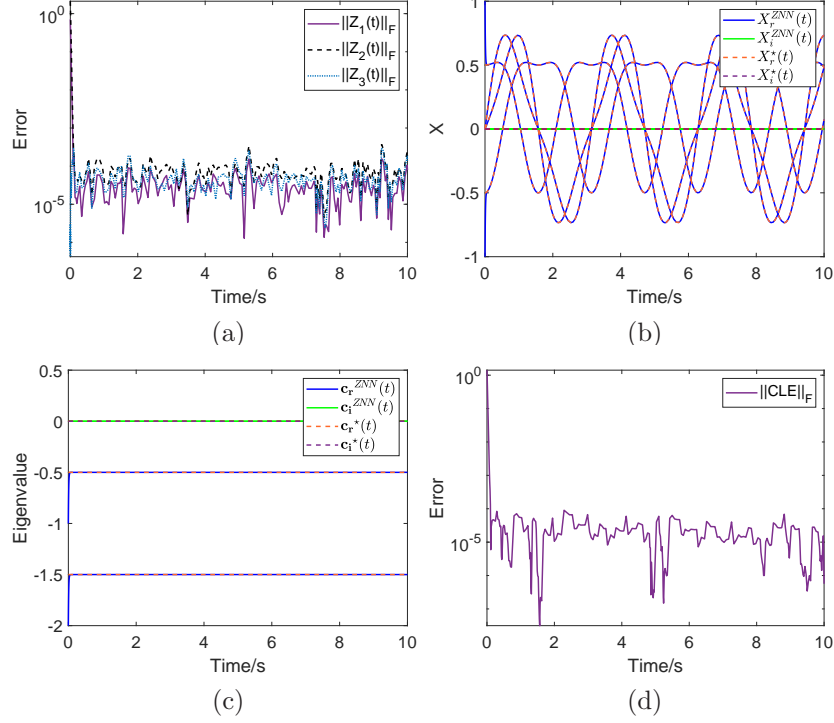 10^0
10^-5
Error
0 2 4 6 8 10
Time/s
||Z_1(t)||_F
||Z_2(t)||_F
||Z_3(t)||_F
(a)
1
0.5
0
-0.5
-1
X
0 2 4 6 8 10
Time/s
X_r^{ZNN}(t)
X_i^{ZNN}(t)
X_r^⋆(t)
X_i^⋆(t)
(b)
0.5
0
-0.5
-1
-1.5
-2
Eigenvalue
0 2 4 6 8 10
Time/s
c_r^{ZNN}(t)
c_i^{ZNN}(t)
c_r^⋆(t)
c_i^⋆(t)
(c)
10^0
10^-5
Error
0 2 4 6 8 10
Time/s
||CLE||_F
(d)